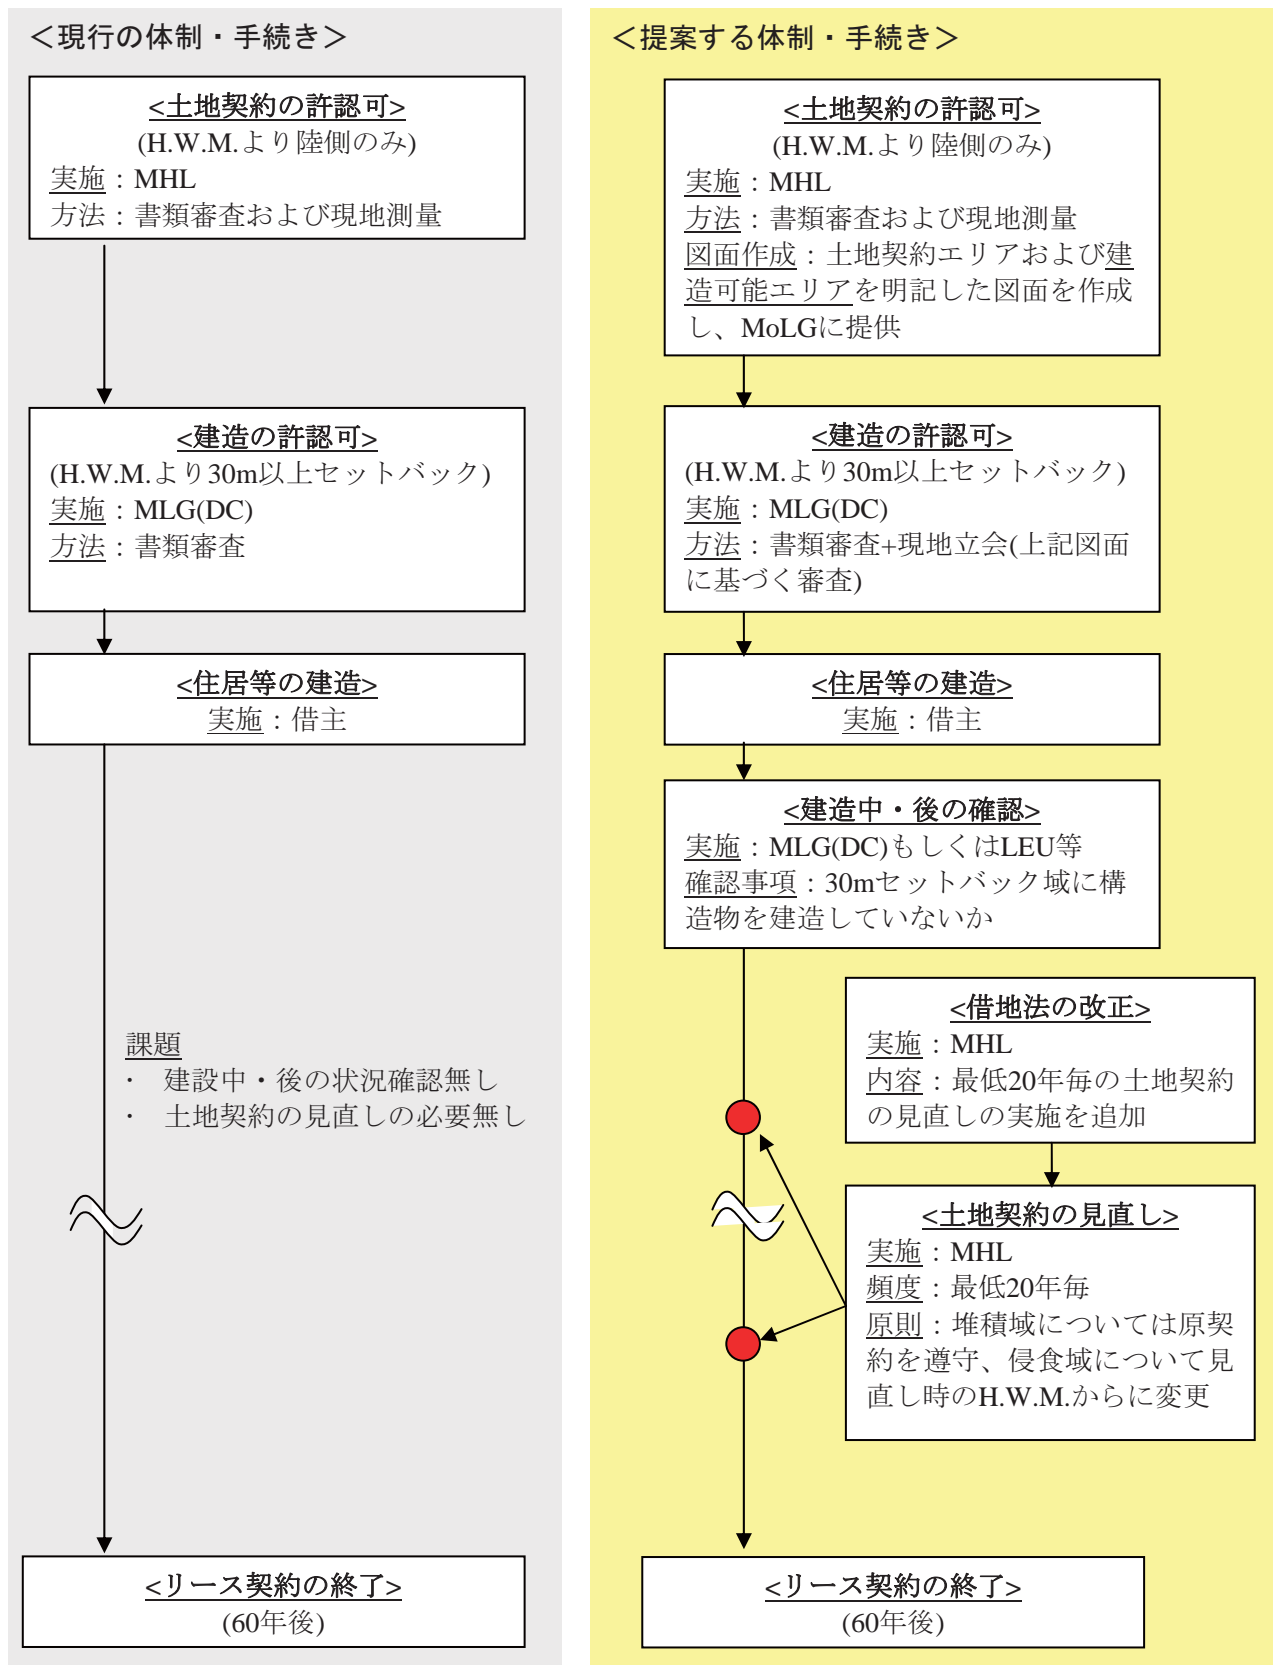 ＜現行の体制・手続き＞
<土地契約の許認可>
(H.W.M.より陸側のみ)
実施：MHL
方法：書類審査および現地測量
<建造の許認可>
(H.W.M.より30m以上セットバック)
実施：MLG(DC)
方法：書類審査
<住居等の建造>
実施：借主
課題
・ 建設中・後の状況確認無し
・ 土地契約の見直しの必要無し
<リース契約の終了>
(60年後)
＜提案する体制・手続き＞
<土地契約の許認可>
(H.W.M.より陸側のみ)
実施：MHL
方法：書類審査および現地測量
図面作成：土地契約エリアおよび建
造可能エリアを明記した図面を作成
し、MoLGに提供
<建造の許認可>
(H.W.M.より30m以上セットバック)
実施：MLG(DC)
方法：書類審査+現地立会(上記図面
に基づく審査)
<住居等の建造>
実施：借主
<建造中・後の確認>
実施：MLG(DC)もしくはLEU等
確認事項：30mセットバック域に構
造物を建造していないか
<借地法の改正>
実施：MHL
内容：最低20年毎の土地契約
の見直しの実施を追加
<土地契約の見直し>
実施：MHL
頻度：最低20年毎
原則：堆積域については原契
約を遵守、侵食域について見
直し時のH.W.M.からに変更
<リース契約の終了>
(60年後)